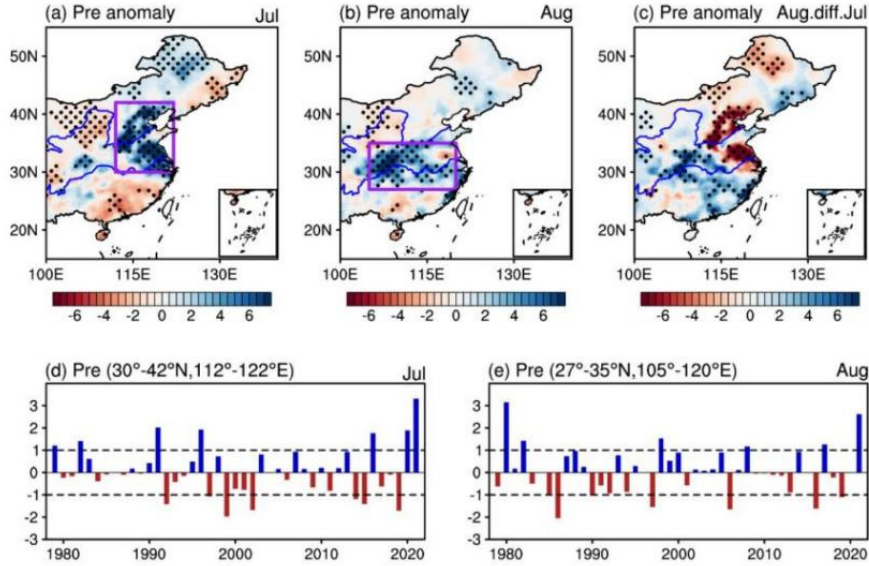 (a) Pre anomaly Jul
(b) Pre anomaly Aug
(c) Pre anomaly Aug.diff.Jul
50N
40N
30N
20N
100E 115E 130E
50N
40N
30N
20N
100E 115E 130E
50N
40N
30N
20N
100E 115E 130E
-6 -4 -2 0 2 4 6
-6 -4 -2 0 2 4 6
-6 -4 -2 0 2 4 6
(d) Pre (30°-42°N,112°-122°E) Jul
3
2
1
0
-1
-2
-3
1980 1990 2000 2010 2020
(e) Pre (27°-35°N,105°-120°E) Aug
3
2
1
0
-1
-2
-3
1980 1990 2000 2010 2020